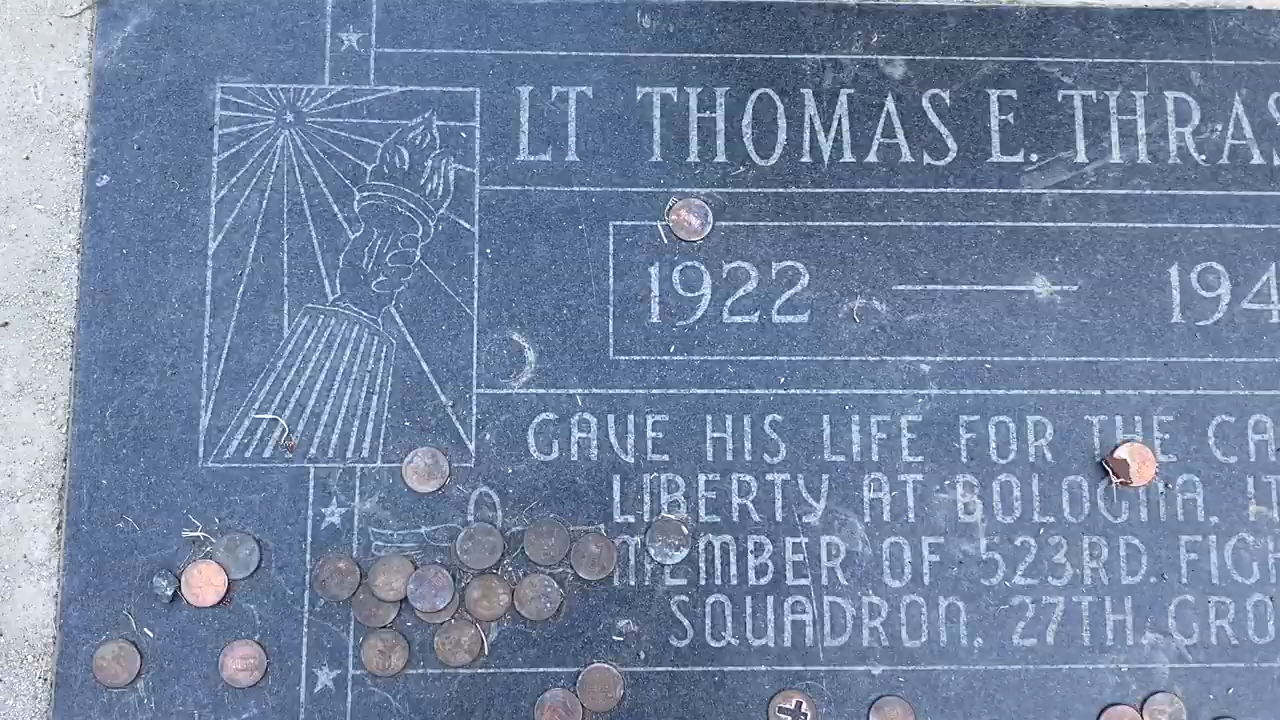 LT THOMAS E. THRAS
1922 — 194
GAVE HIS LIFE FOR THE CA
LIBERTY AT BOLOGNA, IT
MEMBER OF 523RD. FIGH
SQUADRON, 27TH. GRO